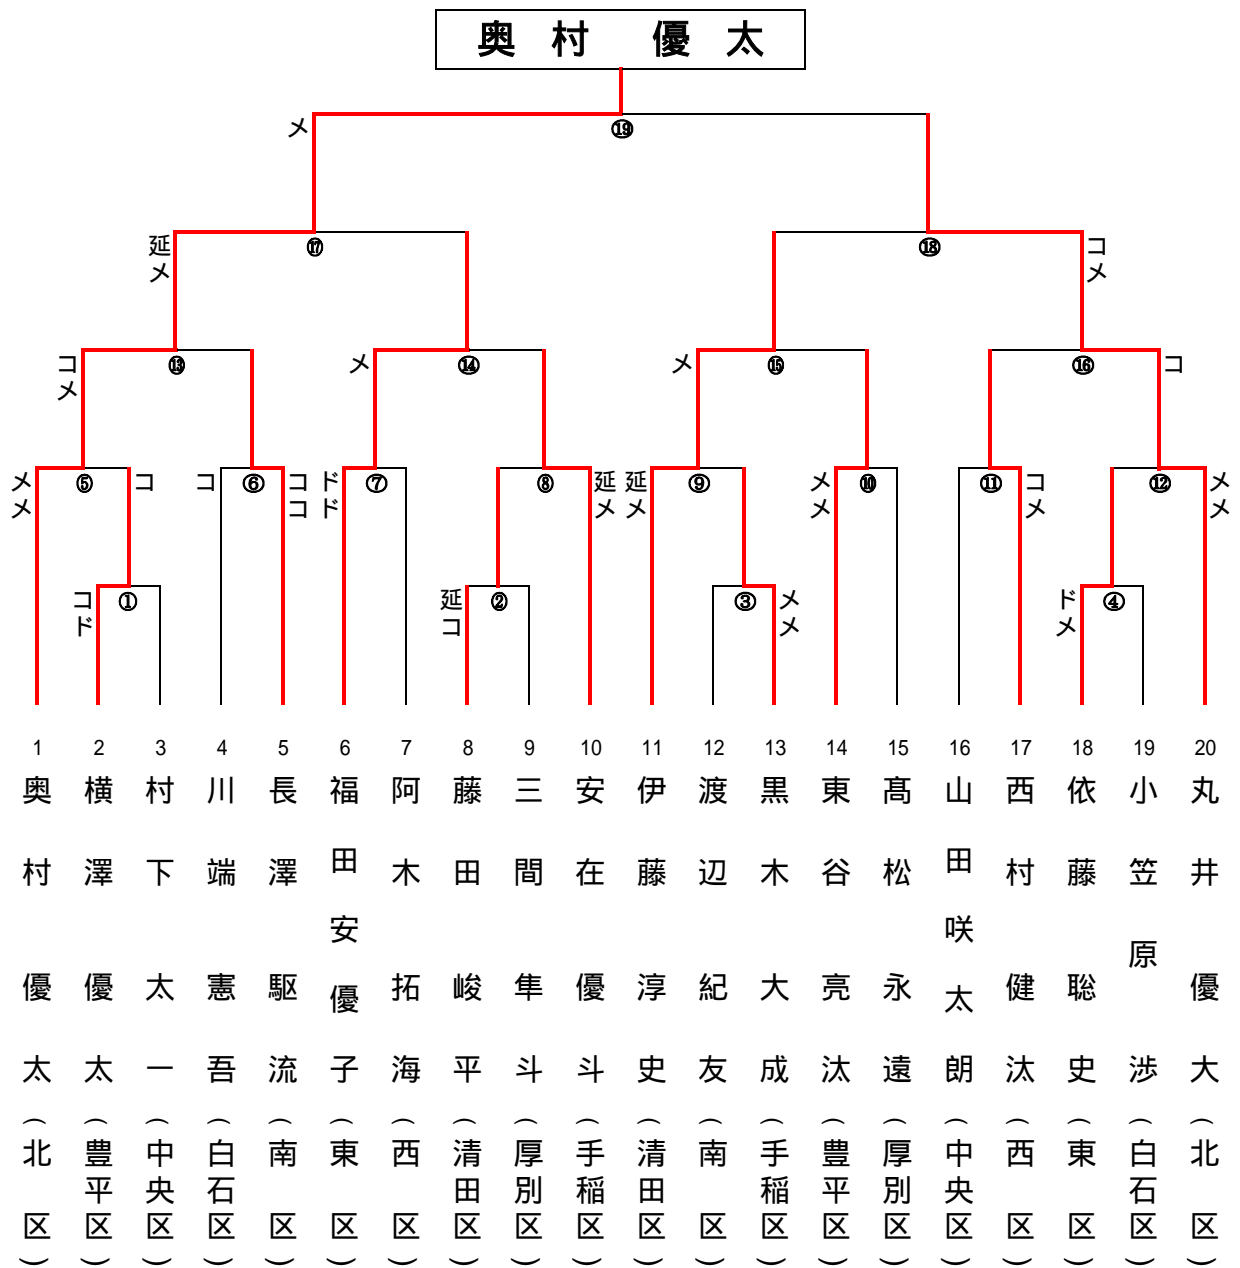 奥村 優太
メ
⑲
延メ
⑰
⑱
コメ
コメ
⑬
メ
⑭
メ
⑮
⑯
コ
メメ
⑤
コ
コ
⑥
ココ
ドド
⑦
⑧
延メ
延メ
⑨
メメ
⑩
⑪
コメ
⑫
メメ
コド
①
延コ
②
③
メメ
ドメ
④
1 奥村優太(北区)
2 横澤優太(豊平区)
3 村下太一(中央区)
4 川端憲吾(白石区)
5 長澤駆流(南区)
6 福田安優子(東区)
7 阿木拓海(西区)
8 藤田峻平(清田区)
9 三間隼斗(厚別区)
10 安在優斗(手稲区)
11 伊藤淳史(清田区)
12 渡辺紀友(南区)
13 黒木大成(手稲区)
14 東谷亮汰(豊平区)
15 髙松永遠(厚別区)
16 山田咲太朗(中央区)
17 西村健汰(西区)
18 依藤聡史(東区)
19 小笠原渉(白石区)
20 丸井優大(北区)